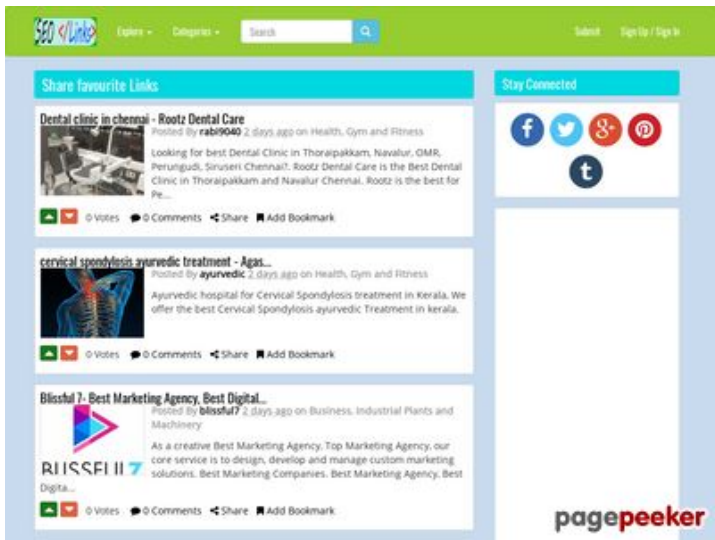 SEO </Links>
Explore
Categories
Search
Submit
Sign Up / Sign In
Share favourite Links
Stay Connected
Dental clinic in chennai - Rootz Dental Care
Posted By rabi9040 2 days ago on Health, Gym and Fitness
Looking for best Dental Clinic in Thoraipakkam, Navalur, OMR,
Perungudi, Siruseri Chennai?. Rootz Dental Care is the Best Dental
Clinic in Thoraipakkam and Navalur Chennai. Rootz is the best for
Pe...
0 Votes 0 Comments Share Add Bookmark
cervical spondylosis ayurvedic treatment - Agas...
Posted By ayurvedic 2 days ago on Health, Gym and Fitness
Ayurvedic hospital for Cervical Spondylosis treatment in Kerala. We
offer the best Cervical Spondylosis ayurvedic Treatment in kerala.
0 Votes 0 Comments Share Add Bookmark
Blissful 7- Best Marketing Agency, Best Digital...
Posted By blissful7 2 days ago on Business, Industrial Plants and
Machinery
BLISSFUL 7
As a creative Best Marketing Agency, Top Marketing Agency, our
core service is to design, develop and manage custom marketing
solutions. Best Marketing Companies. Best Marketing Agency, Best
Digita...
0 Votes 0 Comments Share Add Bookmark
pagepeeker